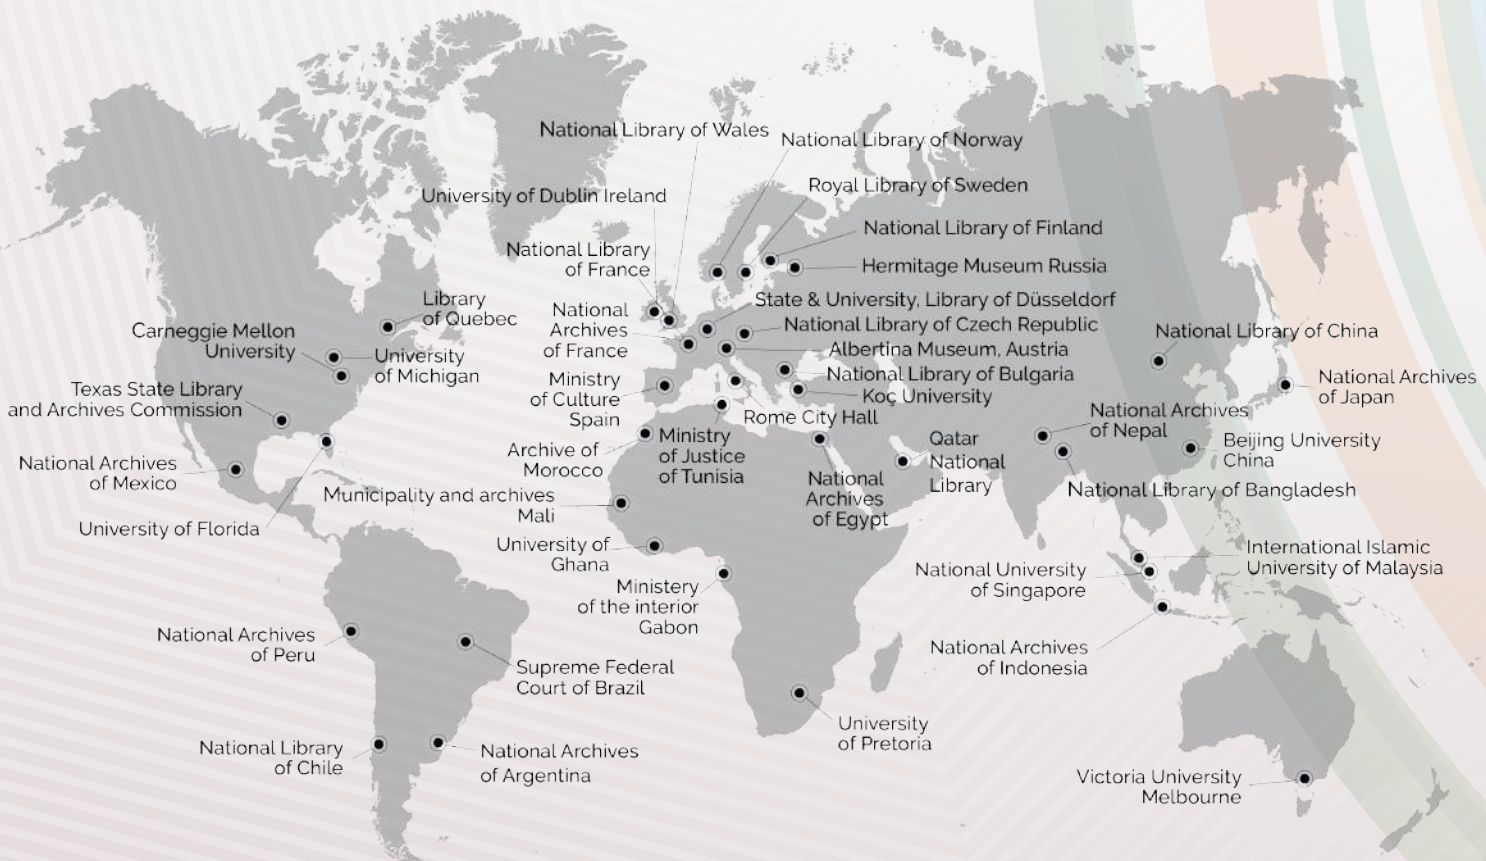 National Library of Wales
National Library of Norway
Royal Library of Sweden
University of Dublin Ireland
National Library of Finland
National Library
of France
Hermitage Museum Russia
Library
of Quebec
National
Archives
of France
State & University, Library of Düsseldorf
National Library of Czech Republic
Albertina Museum, Austria
National Library of Bulgaria
Koç University
Carneggie Mellon
University
University
of Michigan
Texas State Library
and Archives Commission
Ministry
of Culture
Spain
Rome City Hall
National Library of China
National Archives
of Japan
National Archives
of Nepal
Beijing University
China
National Library of Bangladesh
Archive of
Morocco
Ministry
of Justice
of Tunisia
National
Archives
of Egypt
Qatar
National
Library
National Archives
of Mexico
University of Florida
Municipality and archives
Mali
University of
Ghana
Ministery
of the interior
Gabon
National University
of Singapore
International Islamic
University of Malaysia
National Archives
of Indonesia
National Archives
of Peru
Supreme Federal
Court of Brazil
University
of Pretoria
National Library
of Chile
National Archives
of Argentina
Victoria University
Melbourne